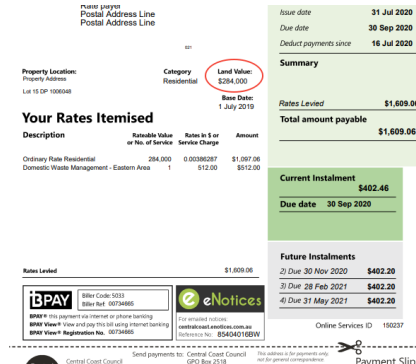 Rate payer
Postal Address Line
Postal Address Line
Issue date 31 Jul 2020
Due date 30 Sep 2020
Deduct payments since 16 Jul 2020
531
Property Location:
Property Address
Lot 15 DP 1006048
Category
Residential
Land Value:
$284,000
Base Date:
1 July 2019
Summary
Rates Levied $1,609.06
Total amount payable
$1,609.06
Your Rates Itemised
Description Rateable Value or No. of Service Rates in $ or Service Charge Amount
Ordinary Rate Residential 284,000 0.00386287 $1,097.06
Domestic Waste Management - Eastern Area 1 512.00 $512.00
Current Instalment
$402.46
Due date 30 Sep 2020
Future Instalments
2) Due 30 Nov 2020 $402.20
3) Due 28 Feb 2021 $402.20
4) Due 31 May 2021 $402.20
Rates Levied $1,609.06
BPAY
Biller Code: 5033
Biller Ref: 00734665
BPAY® this payment via internet or phone banking
BPAY View® View and pay this bill using internet banking
BPAY View® Registration No. 00734665
eNotices
For emailed notices:
centralcoast.enotices.com.au
Reference No. 85404016BW
Online Services ID 150237
Central Coast Council
Send payments to: Central Coast Council
GPO Box 2518
This address is for payments only,
not for general correspondence
Payment Slip